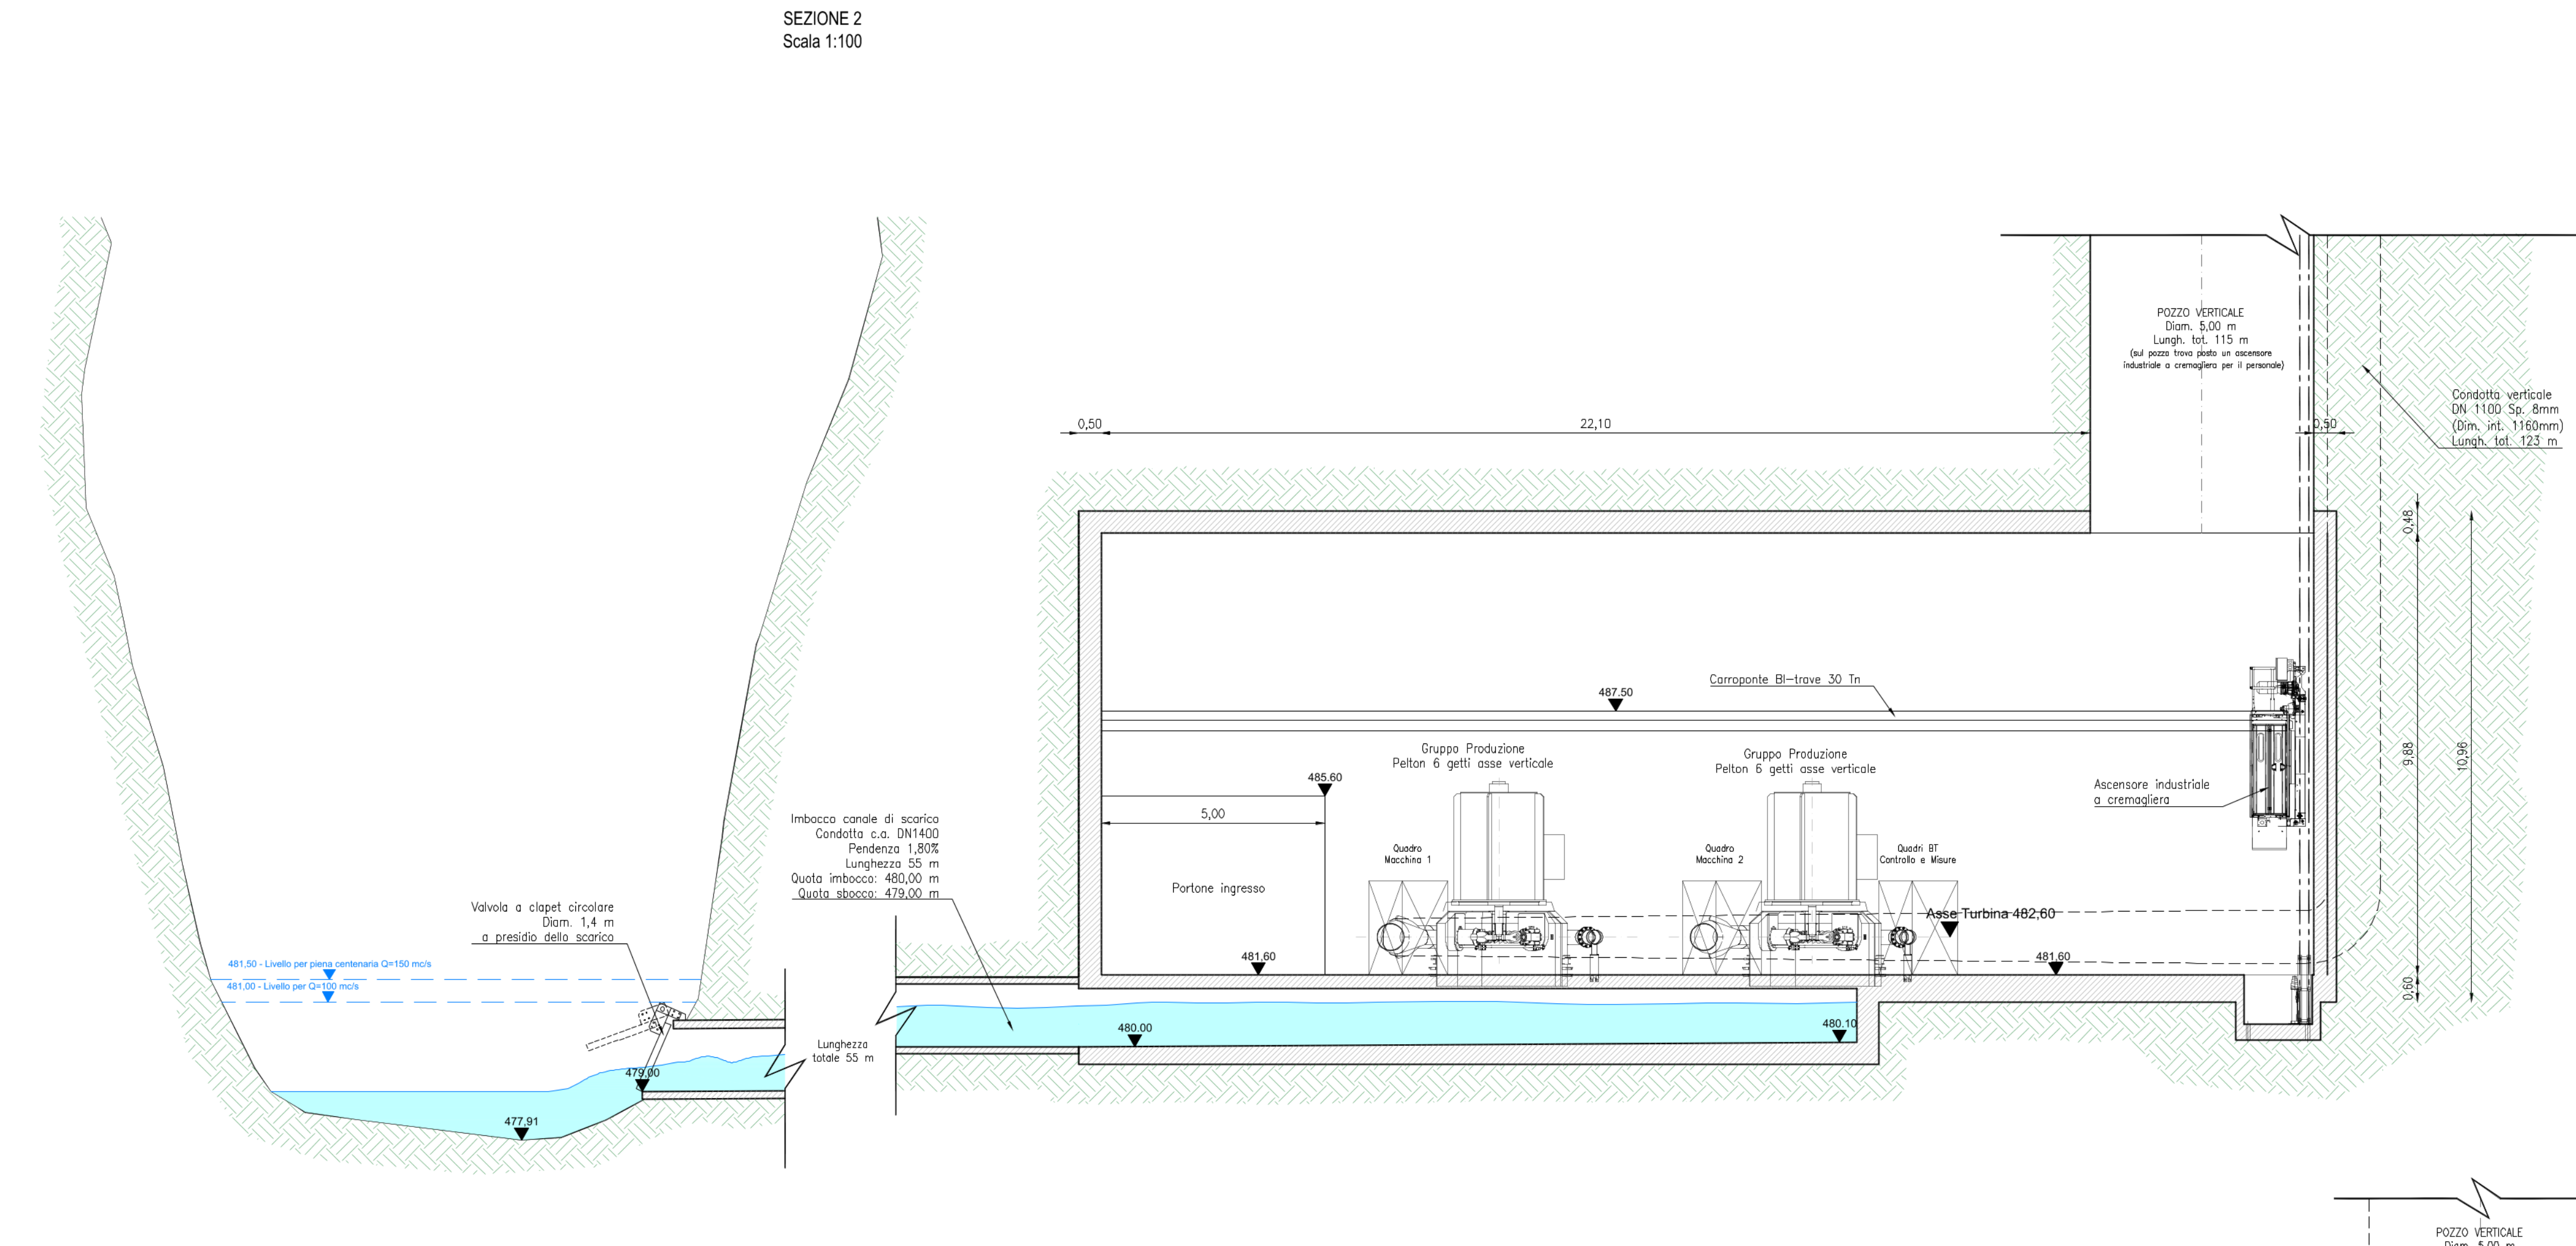 SEZIONE 2
Scala 1:100
POZZO VERTICALE
Diam. 5,00 m
Lungh. tot. 115 m
(sul pozzo trova posto un ascensore
industriale a cremagliera per il personale)
Condotta verticale
DN 1100 Sp. 8mm
(Dim. int. 1160mm)
Lungh. tot. 123 m
0,50
22,10
0,50
0,48
9,88
10,96
0,60
Carroponte BI-trave 30 Tn
487.50
Gruppo Produzione
Pelton 6 getti asse verticale
Gruppo Produzione
Pelton 6 getti asse verticale
485.60
5,00
Ascensore industriale
a cremagliera
Imbocco canale di scarico
Condotta c.a. DN1400
Pendenza 1,80%
Lunghezza 55 m
Quota imbocco: 480,00 m
Quota sbocco: 479,00 m
Quadro
Macchina 1
Quadro
Macchina 2
Quadri BT
Controllo e Misure
Portone ingresso
Valvola a clapet circolare
Diam. 1,4 m
a presidio dello scarico
Asse Turbina 482,60
481,50 - Livello per piena centenaria Q=150 mc/s
481,00 - Livello per Q=100 mc/s
481,60
481,60
480.00
480.10
Lunghezza
totale 55 m
479,00
477,91
POZZO VERTICALE
Diam. 5,00 m